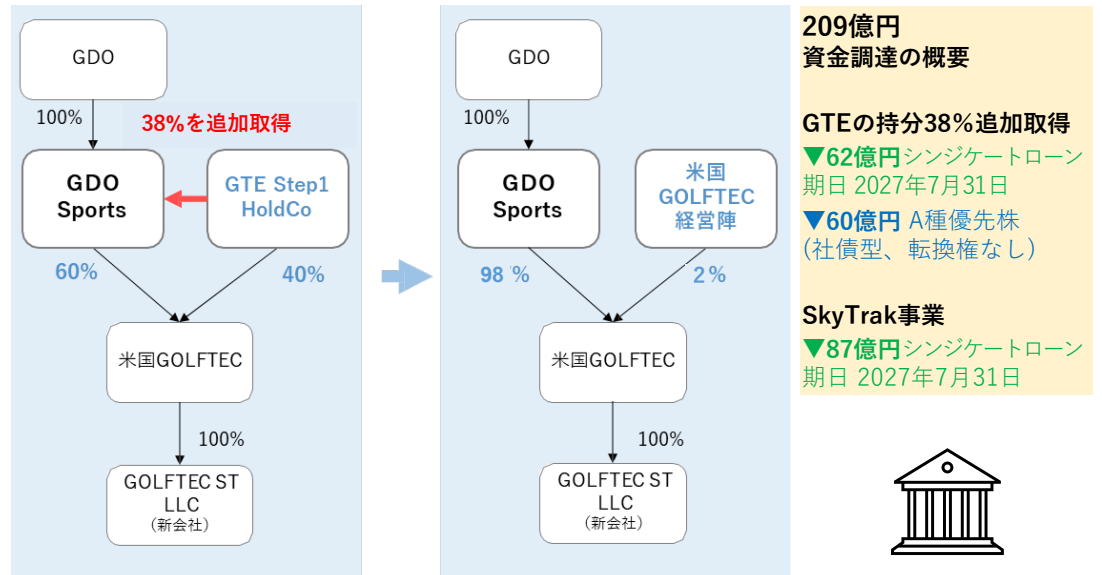 GDO
100%
38%を追加取得
GDO
Sports
GTE Step1
HoldCo
60%
40%
米国GOLFTEC
100%
GOLFTEC ST
LLC
(新会社)
GDO
100%
GDO
Sports
米国
GOLFTEC
経営陣
98 %
2%
米国GOLFTEC
100%
GOLFTEC ST
LLC
(新会社)
209億円
資金調達の概要
GTEの持分38%追加取得
▼62億円シンジケートローン
期日 2027年7月31日
▼60億円 A種優先株
(社債型、転換権なし)
SkyTrak事業
▼87億円シンジケートローン
期日 2027年7月31日